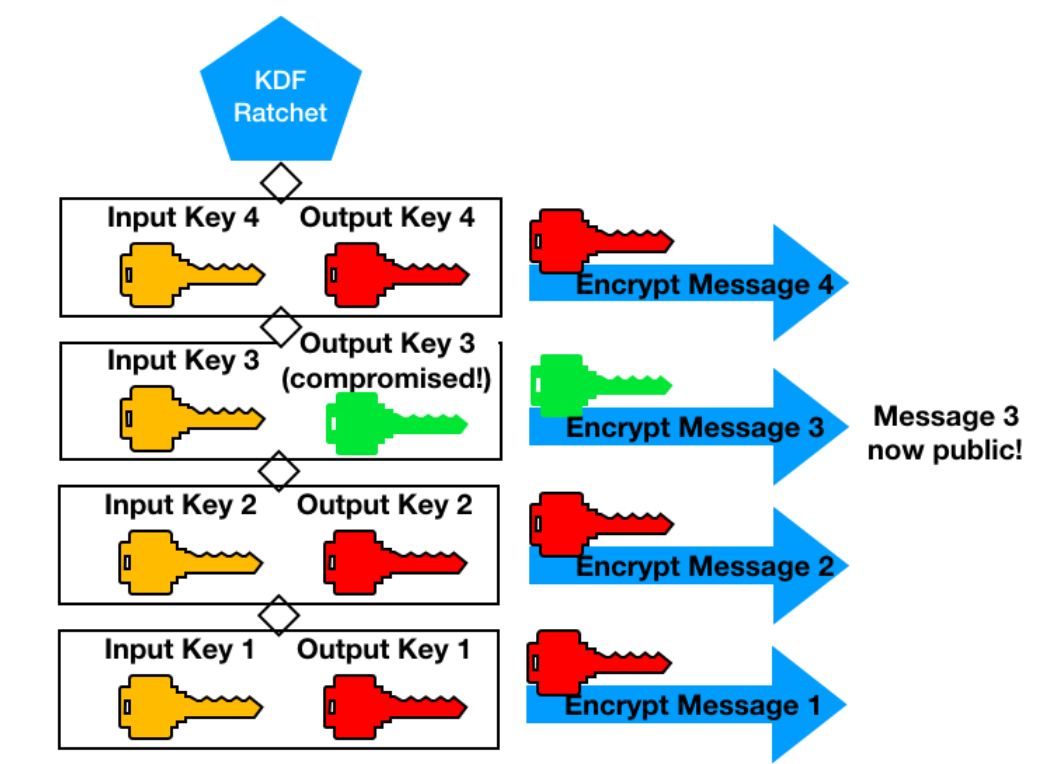 KDF
Ratchet
Input Key 4
Output Key 4
Encrypt Message 4
Input Key 3
Output Key 3
(compromised!)
Encrypt Message 3
Message 3
now public!
Input Key 2
Output Key 2
Encrypt Message 2
Input Key 1
Output Key 1
Encrypt Message 1